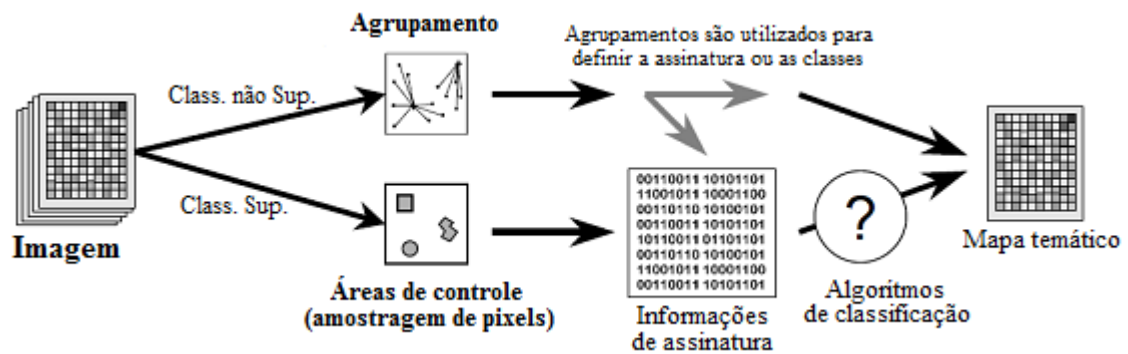 Agrupamento
Agrupamentos são utilizados para
definir a assinatura ou as classes
Class. não Sup.
Imagem
Class. Sup.
Áreas de controle
(amostragem de pixels)
00110011 10101101
11001011 10001100
00110110 10100101
00110011 10101101
10110011 01101101
00110110 10100101
11001011 10001100
00110011 10101101
Informações
de assinatura
?
Algoritmos
de classificação
Mapa temático